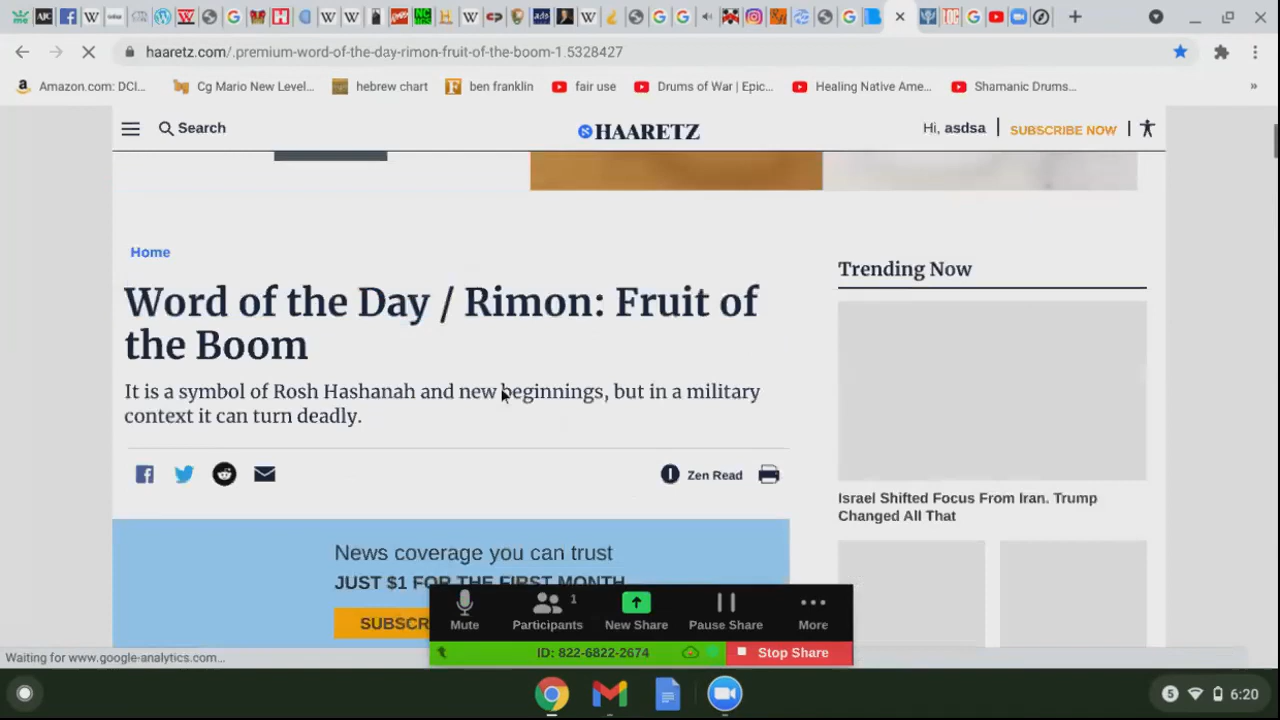 haaretz.com/.premium-word-of-the-day-rimon-fruit-of-the-boom-1.5328427
Amazon.com: DCI... Cg Mario New Level... hebrew chart ben franklin fair use Drums of War | Epic... Healing Native Ame... Shamanic Drums... »
Search HAARETZ Hi, asdsa SUBSCRIBE NOW
Home
Word of the Day / Rimon: Fruit of
the Boom
It is a symbol of Rosh Hashanah and new beginnings, but in a military
context it can turn deadly.
Zen Read
Trending Now
Israel Shifted Focus From Iran. Trump
Changed All That
News coverage you can trust
JUST $1 FOR THE FIRST MONTH
SUBSCR
1
Mute Participants New Share Pause Share More
ID: 822-6822-2674 Stop Share
Waiting for www.google-analytics.com...
5 6:20